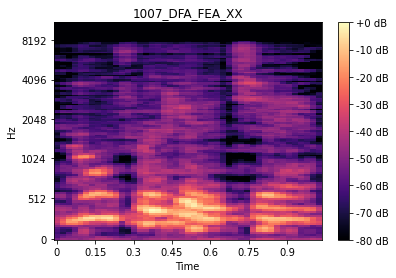 1007_DFA_FEA_XX
Hz
8192
4096
2048
1024
512
0
0
0.15
0.3
0.45
0.6
0.75
0.9
Time
+0 dB
-10 dB
-20 dB
-30 dB
-40 dB
-50 dB
-60 dB
-70 dB
-80 dB